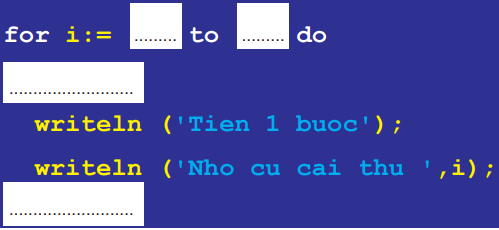 for i:= ......... to ......... do
..........................
writeln ('Tien 1 buoc');
writeln ('Nho cu cai thu ',i);
..........................